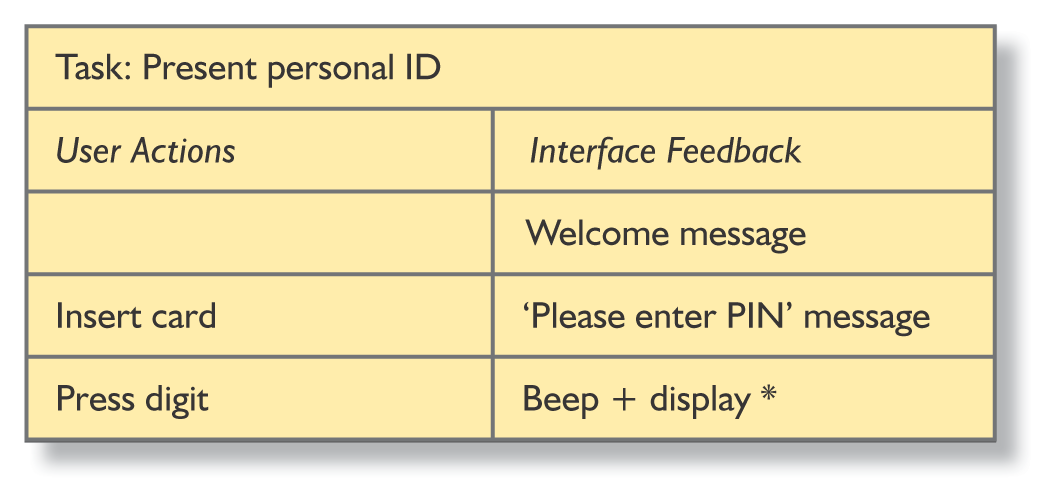 Task: Present personal ID
User Actions
Interface Feedback
Welcome message
Insert card
‘Please enter PIN’ message
Press digit
Beep + display *